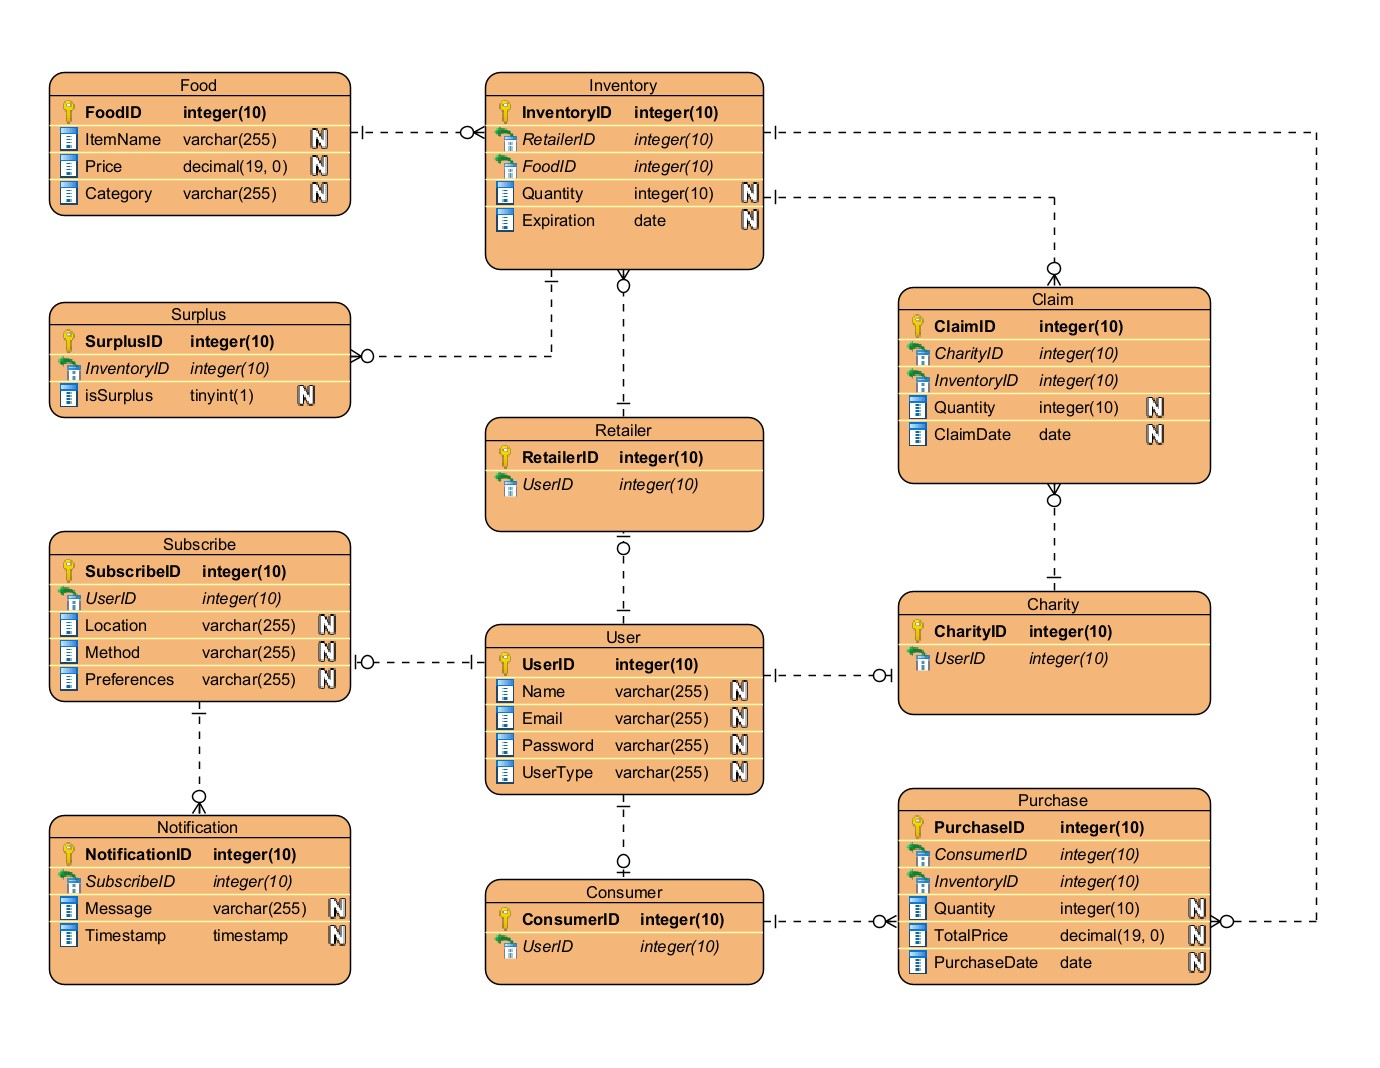 Food
FoodID integer(10)
ItemName varchar(255) N
Price decimal(19, 0) N
Category varchar(255) N
Inventory
InventoryID integer(10)
RetailerID integer(10)
FoodID integer(10)
Quantity integer(10) N
Expiration date N
Surplus
SurplusID integer(10)
InventoryID integer(10)
isSurplus tinyint(1) N
Claim
ClaimID integer(10)
CharityID integer(10)
InventoryID integer(10)
Quantity integer(10) N
ClaimDate date N
Retailer
RetailerID integer(10)
UserID integer(10)
Subscribe
SubscribeID integer(10)
UserID integer(10)
Location varchar(255) N
Method varchar(255) N
Preferences varchar(255) N
User
UserID integer(10)
Name varchar(255) N
Email varchar(255) N
Password varchar(255) N
UserType varchar(255) N
Charity
CharityID integer(10)
UserID integer(10)
Notification
NotificationID integer(10)
SubscribeID integer(10)
Message varchar(255) N
Timestamp timestamp N
Consumer
ConsumerID integer(10)
UserID integer(10)
Purchase
PurchaseID integer(10)
ConsumerID integer(10)
InventoryID integer(10)
Quantity integer(10) N
TotalPrice decimal(19, 0) N
PurchaseDate date N